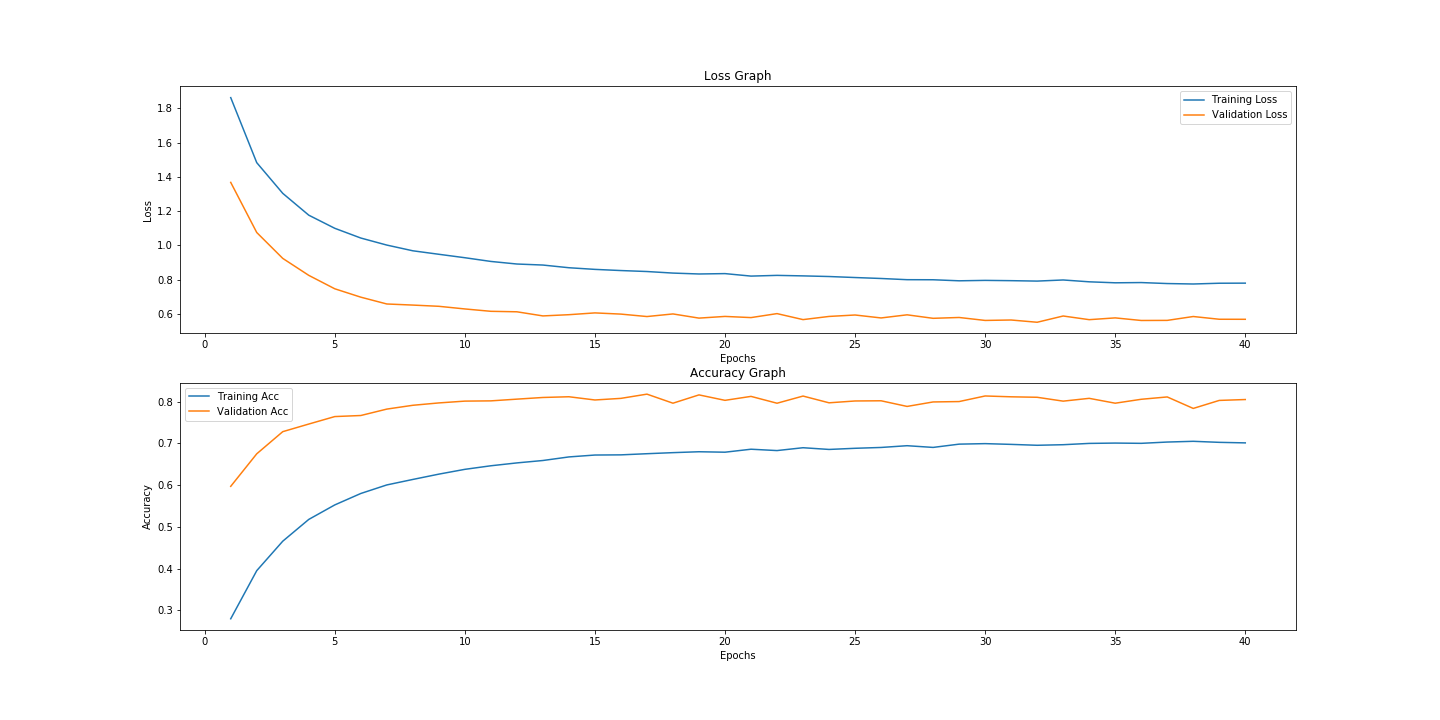 Loss Graph
Training Loss
Validation Loss
1.8
1.6
1.4
1.2
1.0
0.8
0.6
Loss
0 5 10 15 20 25 30 35 40
Epochs
Accuracy Graph
Training Acc
Validation Acc
0.8
0.7
0.6
0.5
0.4
0.3
Accuracy
0 5 10 15 20 25 30 35 40
Epochs